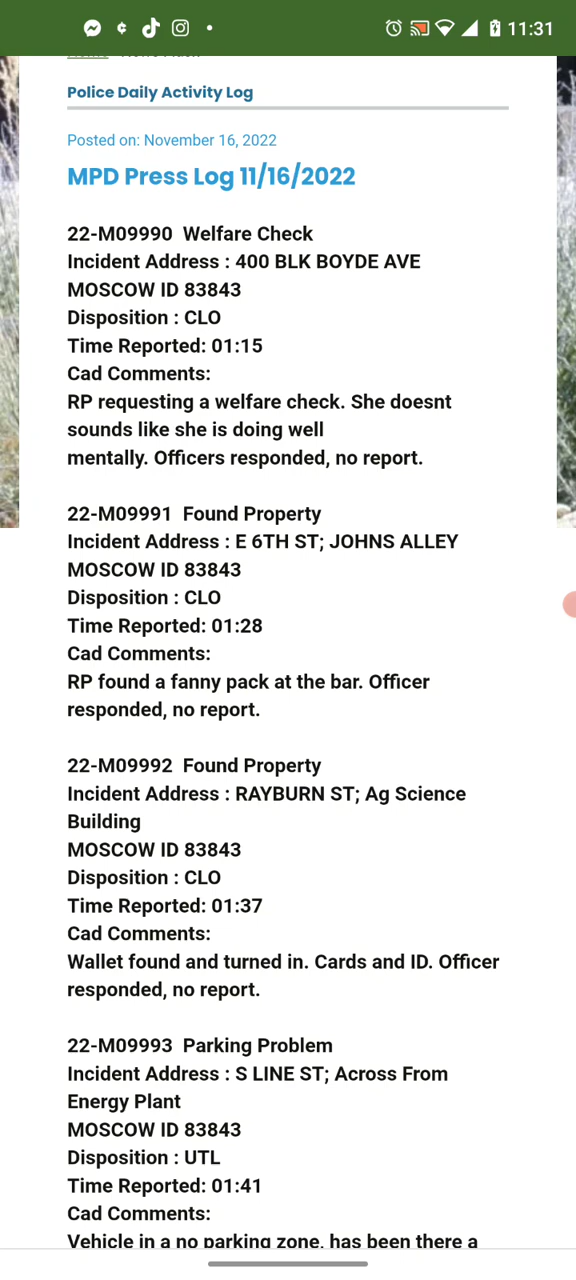 11:31
Police Daily Activity Log
Posted on: November 16, 2022
MPD Press Log 11/16/2022
22-M09990 Welfare Check
Incident Address : 400 BLK BOYDE AVE
MOSCOW ID 83843
Disposition : CLO
Time Reported: 01:15
Cad Comments:
RP requesting a welfare check. She doesnt
sounds like she is doing well
mentally. Officers responded, no report.
22-M09991 Found Property
Incident Address : E 6TH ST; JOHNS ALLEY
MOSCOW ID 83843
Disposition : CLO
Time Reported: 01:28
Cad Comments:
RP found a fanny pack at the bar. Officer
responded, no report.
22-M09992 Found Property
Incident Address : RAYBURN ST; Ag Science
Building
MOSCOW ID 83843
Disposition : CLO
Time Reported: 01:37
Cad Comments:
Wallet found and turned in. Cards and ID. Officer
responded, no report.
22-M09993 Parking Problem
Incident Address : S LINE ST; Across From
Energy Plant
MOSCOW ID 83843
Disposition : UTL
Time Reported: 01:41
Cad Comments:
Vehicle in a no parking zone, has been there a